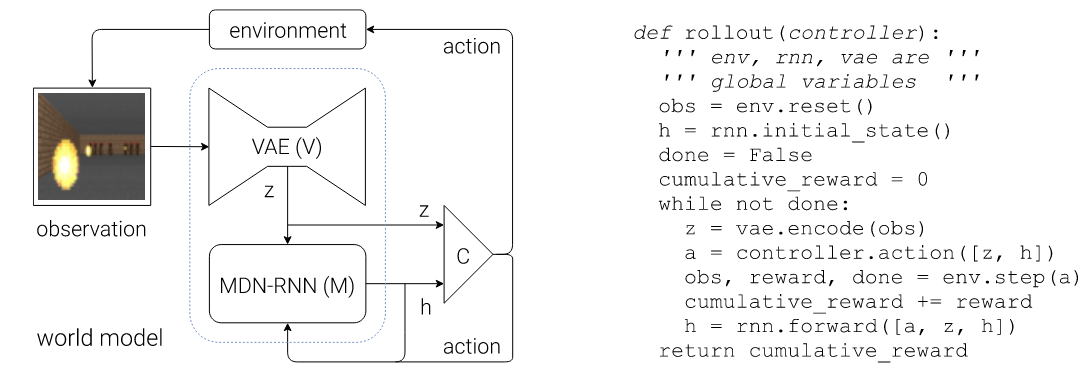 environment
action
VAE (V)
z
observation
z
C
MDN-RNN (M)
h
world model
action
def rollout(controller):
  ''' env, rnn, vae are '''
  ''' global variables  '''
  obs = env.reset()
  h = rnn.initial_state()
  done = False
  cumulative_reward = 0
  while not done:
    z = vae.encode(obs)
    a = controller.action([z, h])
    obs, reward, done = env.step(a)
    cumulative_reward += reward
    h = rnn.forward([a, z, h])
  return cumulative_reward